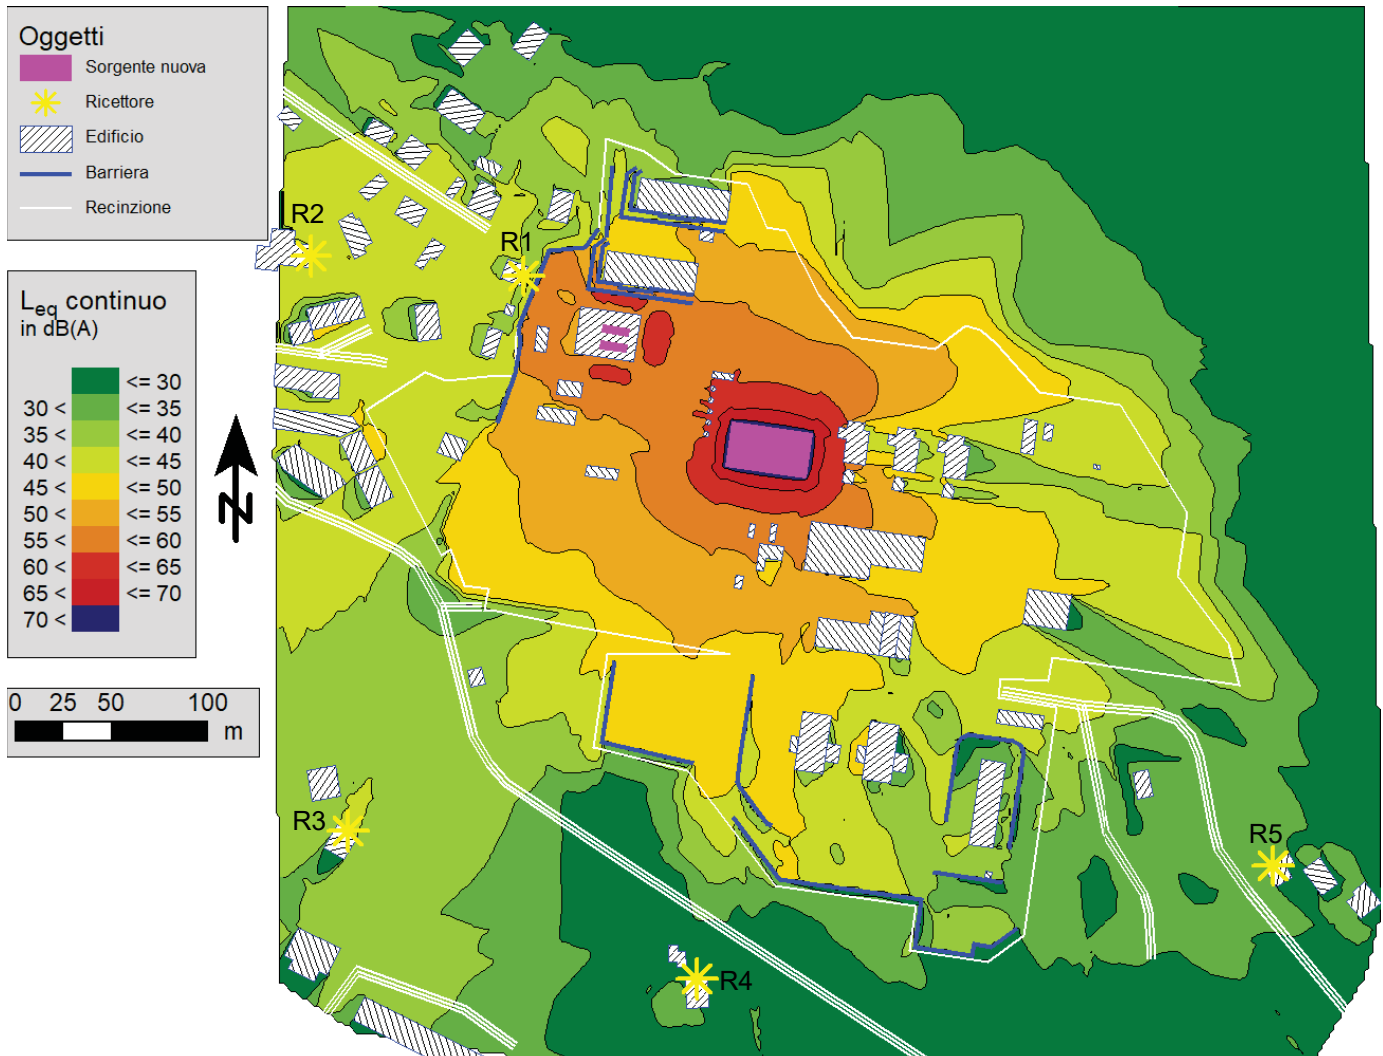 Oggetti
Sorgente nuova
Ricettore
Edificio
Barriera
Recinzione
Leq continuo
in dB(A)
<= 30
30 < <= 35
35 < <= 40
40 < <= 45
45 < <= 50
50 < <= 55
55 < <= 60
60 < <= 65
65 < <= 70
70 <
N
0 25 50 100
m
R2
R1
R3
R4
R5